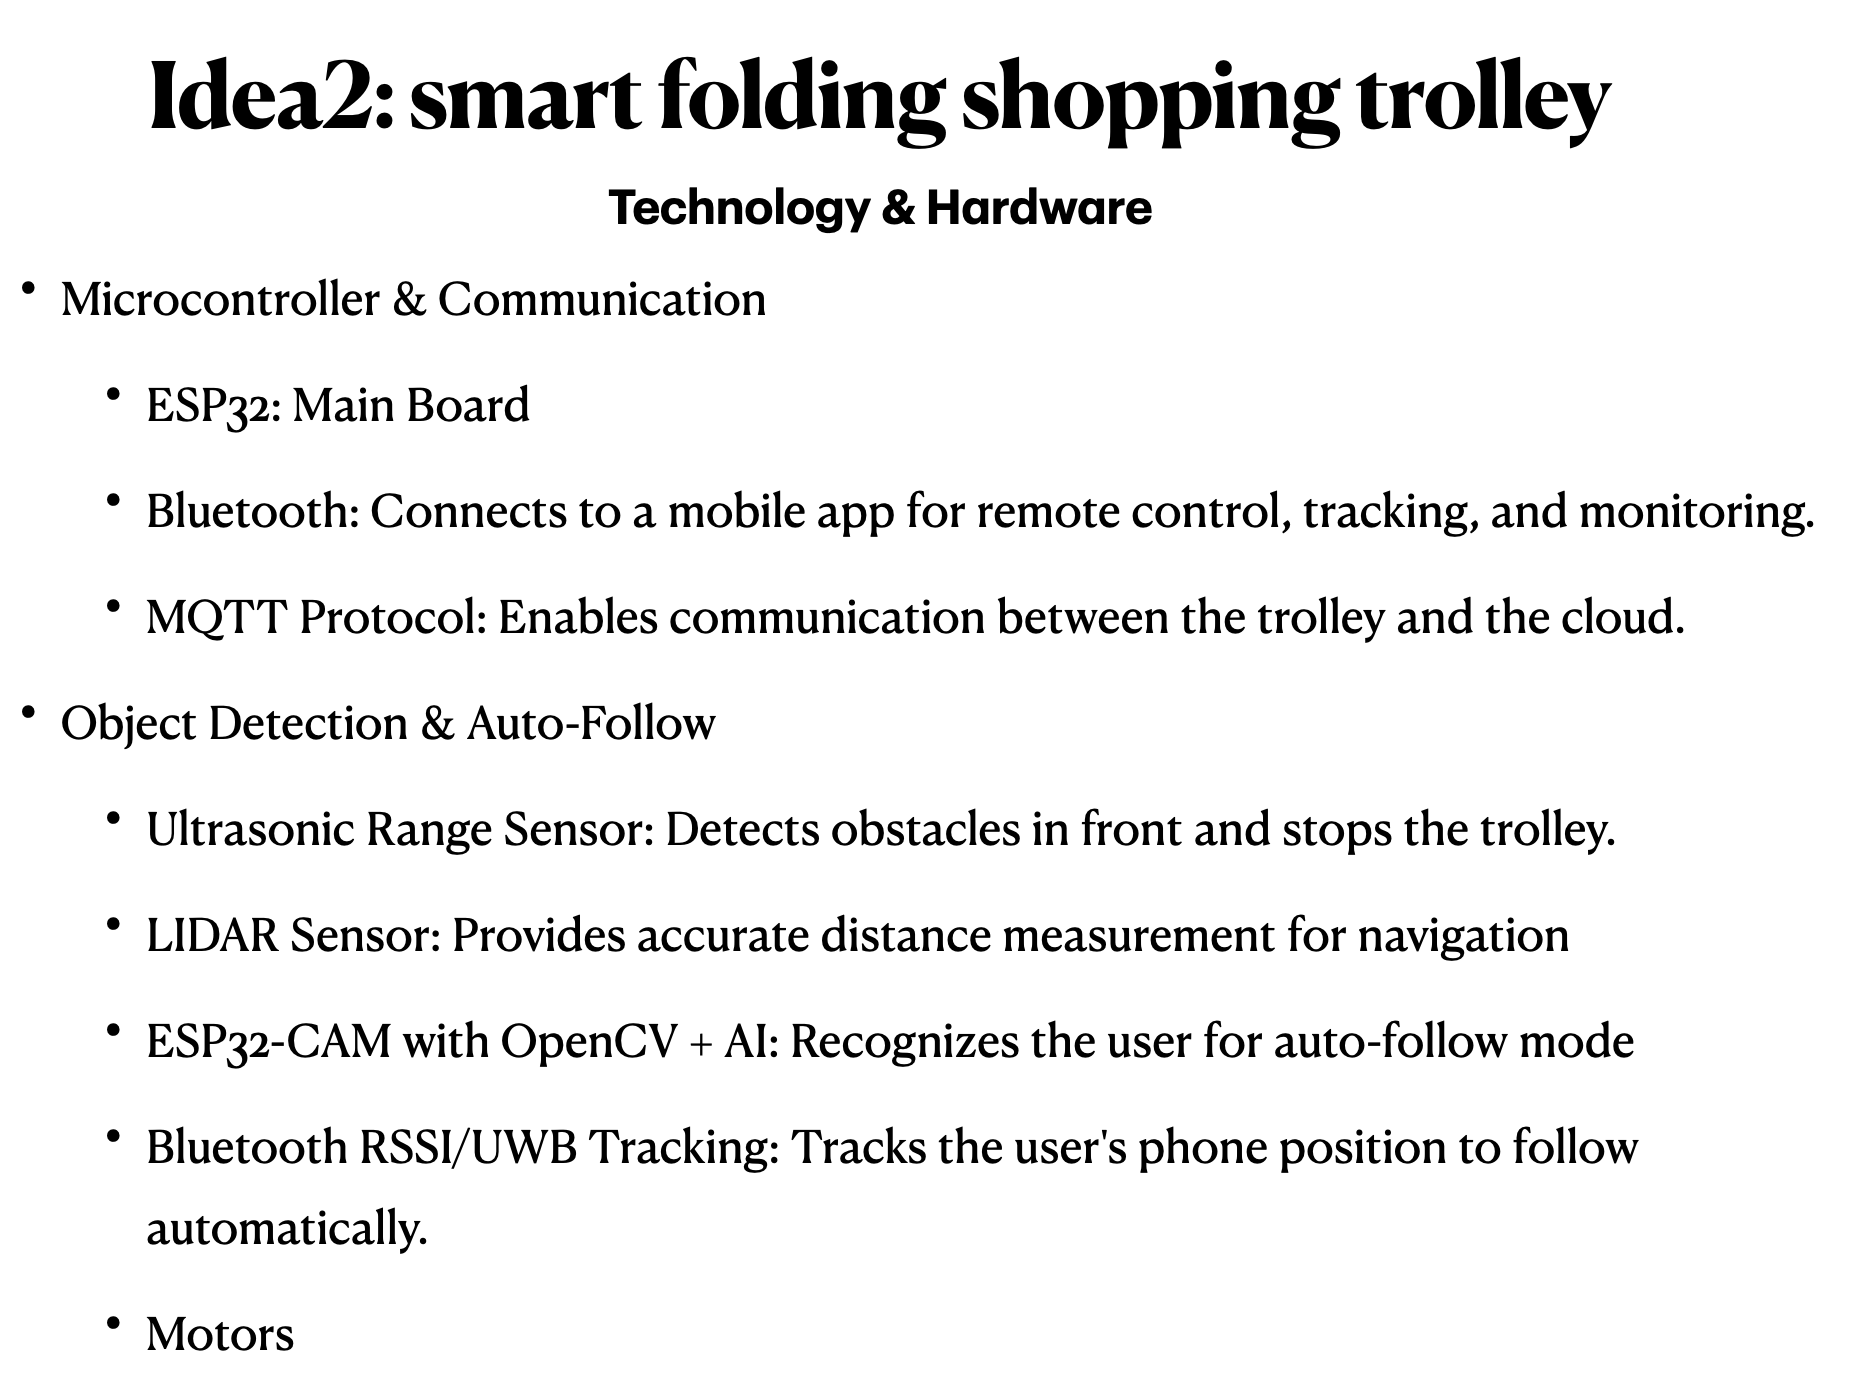 Idea2: smart folding shopping trolley
Technology & Hardware
• Microcontroller & Communication
• ESP32: Main Board
• Bluetooth: Connects to a mobile app for remote control, tracking, and monitoring.
• MQTT Protocol: Enables communication between the trolley and the cloud.
• Object Detection & Auto-Follow
• Ultrasonic Range Sensor: Detects obstacles in front and stops the trolley.
• LIDAR Sensor: Provides accurate distance measurement for navigation
• ESP32-CAM with OpenCV + AI: Recognizes the user for auto-follow mode
• Bluetooth RSSI/UWB Tracking: Tracks the user's phone position to follow
automatically.
• Motors